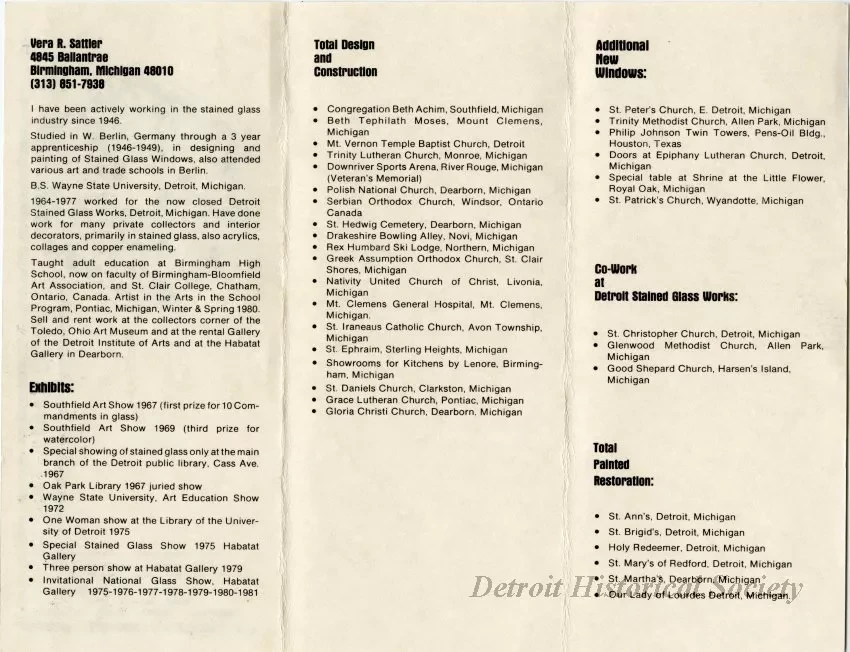 Vera R. Sattler
4845 Ballantrae
Birmingham, Michigan 48010
(313) 851-7938
I have been actively working in the stained glass
industry since 1946.
Studied in W. Berlin, Germany through a 3 year
apprenticeship (1946-1949), in designing and
painting of Stained Glass Windows, also attended
various art and trade schools in Berlin.
B.S. Wayne State University, Detroit, Michigan.
1964-1977 worked for the now closed Detroit
Stained Glass Works, Detroit, Michigan. Have done
work for many private collectors and interior
decorators, primarily in stained glass, also acrylics,
collages and copper enameling.
Taught adult education at Birmingham High
School, now on faculty of Birmingham-Bloomfield
Art Association, and St. Clair College, Chatham,
Ontario, Canada. Artist in the Arts in the School
Program, Pontiac, Michigan, Winter & Spring 1980.
Sell and rent work at the collectors corner of the
Toledo, Ohio Art Museum and at the rental Gallery
of the Detroit Institute of Arts and at the Habatat
Gallery in Dearborn.
Exhibits:
• Southfield Art Show 1967 (first prize for 10 Com-
mandments in glass)
• Southfield Art Show 1969 (third prize for
watercolor)
• Special showing of stained glass only at the main
branch of the Detroit public library, Cass Ave.
.1967
• Oak Park Library 1967 juried show
• Wayne State University, Art Education Show
1972
• One Woman show at the Library of the Univer-
sity of Detroit 1975
• Special Stained Glass Show 1975 Habatat
Gallery
• Three person show at Habatat Gallery 1979
• Invitational National Glass Show, Habatat
Gallery 1975-1976-1977-1978-1979-1980-1981
Total Design
and
Construction
• Congregation Beth Achim, Southfield, Michigan
• Beth Tephilath Moses, Mount Clemens,
Michigan
• Mt. Vernon Temple Baptist Church, Detroit
• Trinity Lutheran Church, Monroe, Michigan
• Downriver Sports Arena, River Rouge, Michigan
(Veteran's Memorial)
• Polish National Church, Dearborn, Michigan
• Serbian Orthodox Church, Windsor, Ontario
Canada
• St. Hedwig Cemetery, Dearborn, Michigan
• Drakeshire Bowling Alley, Novi, Michigan
• Rex Humbard Ski Lodge, Northern, Michigan
• Greek Assumption Orthodox Church, St. Clair
Shores, Michigan
• Nativity United Church of Christ, Livonia,
Michigan
• Mt. Clemens General Hospital, Mt. Clemens,
Michigan.
• St. Iraneaus Catholic Church, Avon Township,
Michigan
• St. Ephraim, Sterling Heights, Michigan
• Showrooms for Kitchens by Lenore, Birming-
ham, Michigan
• St. Daniels Church, Clarkston, Michigan
• Grace Lutheran Church, Pontiac, Michigan
• Gloria Christi Church, Dearborn, Michigan
Additional
New
Windows:
• St. Peter's Church, E. Detroit, Michigan
• Trinity Methodist Church, Allen Park, Michigan
• Philip Johnson Twin Towers, Pens-Oil Bldg.,
Houston, Texas
• Doors at Epiphany Lutheran Church, Detroit,
Michigan
• Special table at Shrine at the Little Flower,
Royal Oak, Michigan
• St. Patrick's Church, Wyandotte, Michigan
Co-Work
at
Detroit Stained Glass Works:
• St. Christopher Church, Detroit, Michigan
• Glenwood Methodist Church, Allen Park,
Michigan
• Good Shepard Church, Harsen's Island,
Michigan
Total
Painted
Restoration:
• St. Ann's, Detroit, Michigan
• St. Brigid's, Detroit, Michigan
• Holy Redeemer, Detroit, Michigan
• St. Mary's of Redford, Detroit, Michigan
• St. Martha's, Dearborn, Michigan
• Our Lady of Lourdes Detroit, Michigan.
Detroit Historical Society